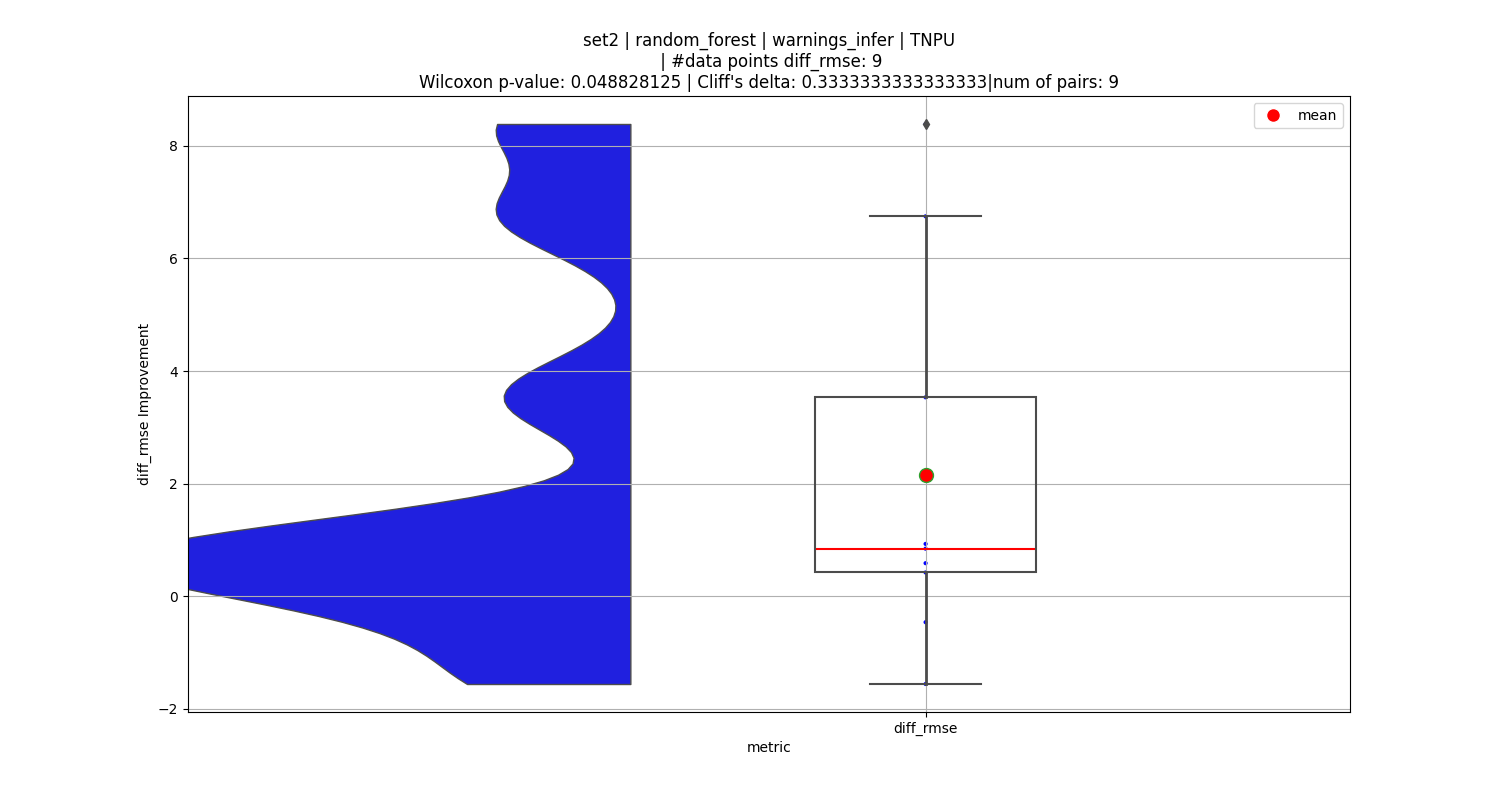 set2 | random_forest | warnings_infer | TNPU
| #data points diff_rmse: 9
Wilcoxon p-value: 0.048828125 | Cliff's delta: 0.3333333333333333|num of pairs: 9
mean
8
6
4
2
0
−2
diff_rmse Improvement
diff_rmse
metric